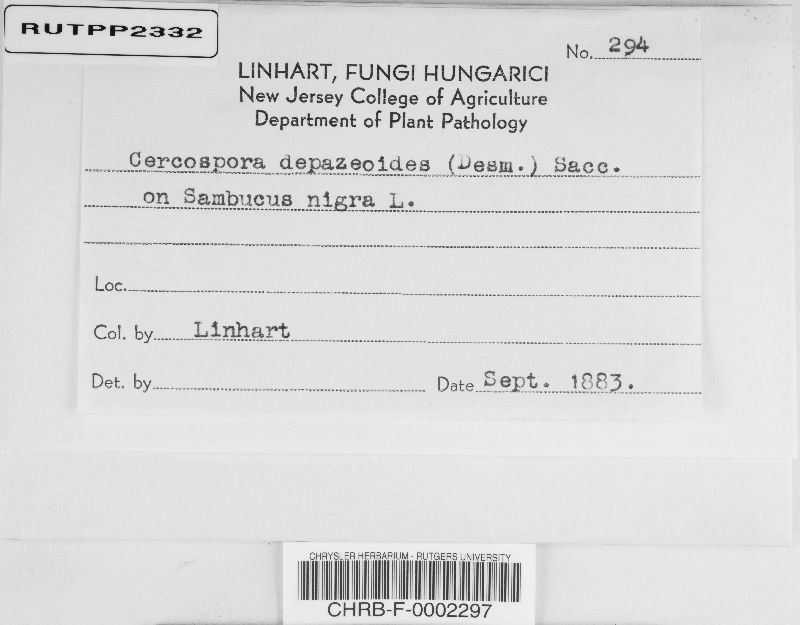 RUTPP2332
No. 294
LINHART, FUNGI HUNGARICI
New Jersey College of Agriculture
Department of Plant Pathology
Cercospora depazeoides (Desm.) Sacc.
on Sambucus nigra L.
Loc.
Col. by Linhart
Det. by Date Sept. 1883.
CHRYSLER HERBARIUM - RUTGERS UNIVERSITY
CHRB-F-0002297